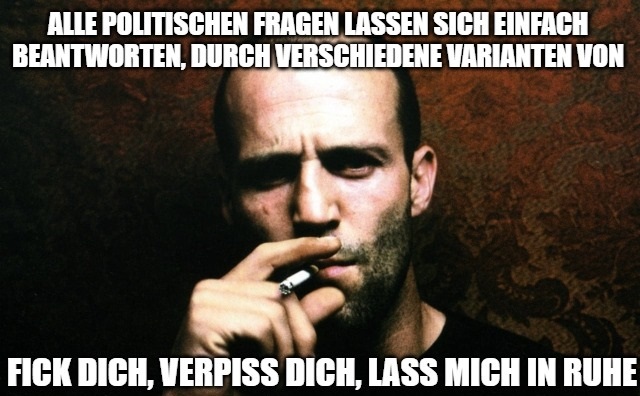 ALLE POLITISCHEN FRAGEN LASSEN SICH EINFACH
BEANTWORTEN, DURCH VERSCHIEDENE VARIANTEN VON
FICK DICH, VERPISS DICH, LASS MICH IN RUHE